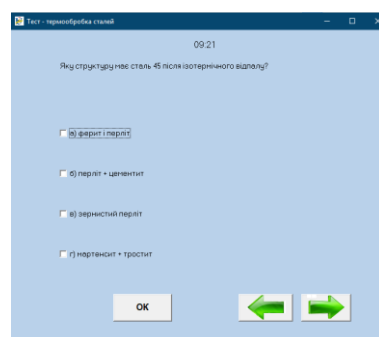 Тест - термообробка сталей
09:21
Яку структуру має сталь 45 після ізотермічного відпалу?
а) ферит і перліт
б) перліт + цементит
в) зернистий перліт
г) мартенсит + тростит
ОК